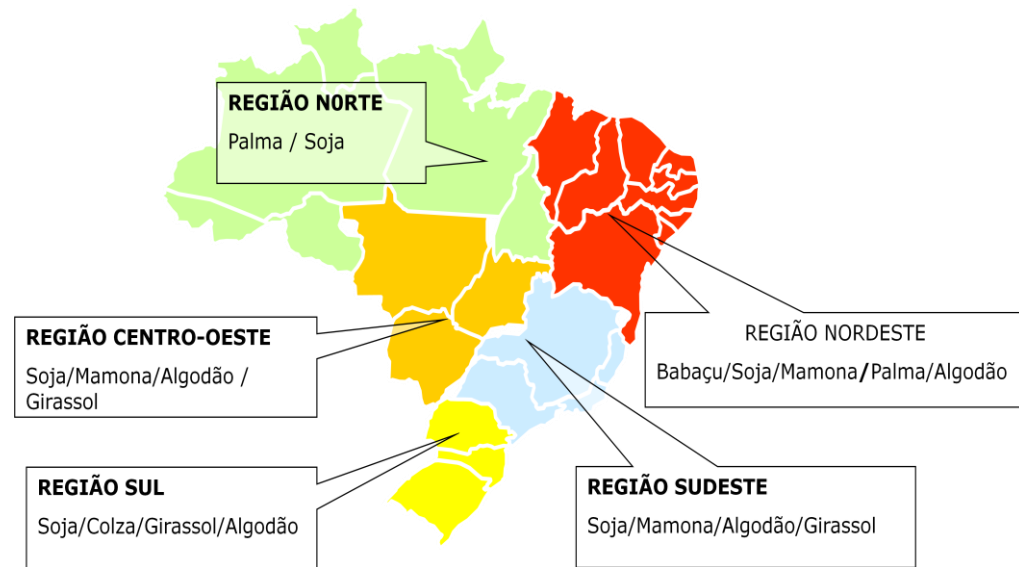 REGIÃO N0RTE
Palma / Soja
REGIÃO CENTRO-OESTE
Soja/Mamona/Algodão /
Girassol
REGIÃO NORDESTE
Babaçu/Soja/Mamona/Palma/Algodão
REGIÃO SUL
Soja/Colza/Girassol/Algodão
REGIÃO SUDESTE
Soja/Mamona/Algodão/Girassol